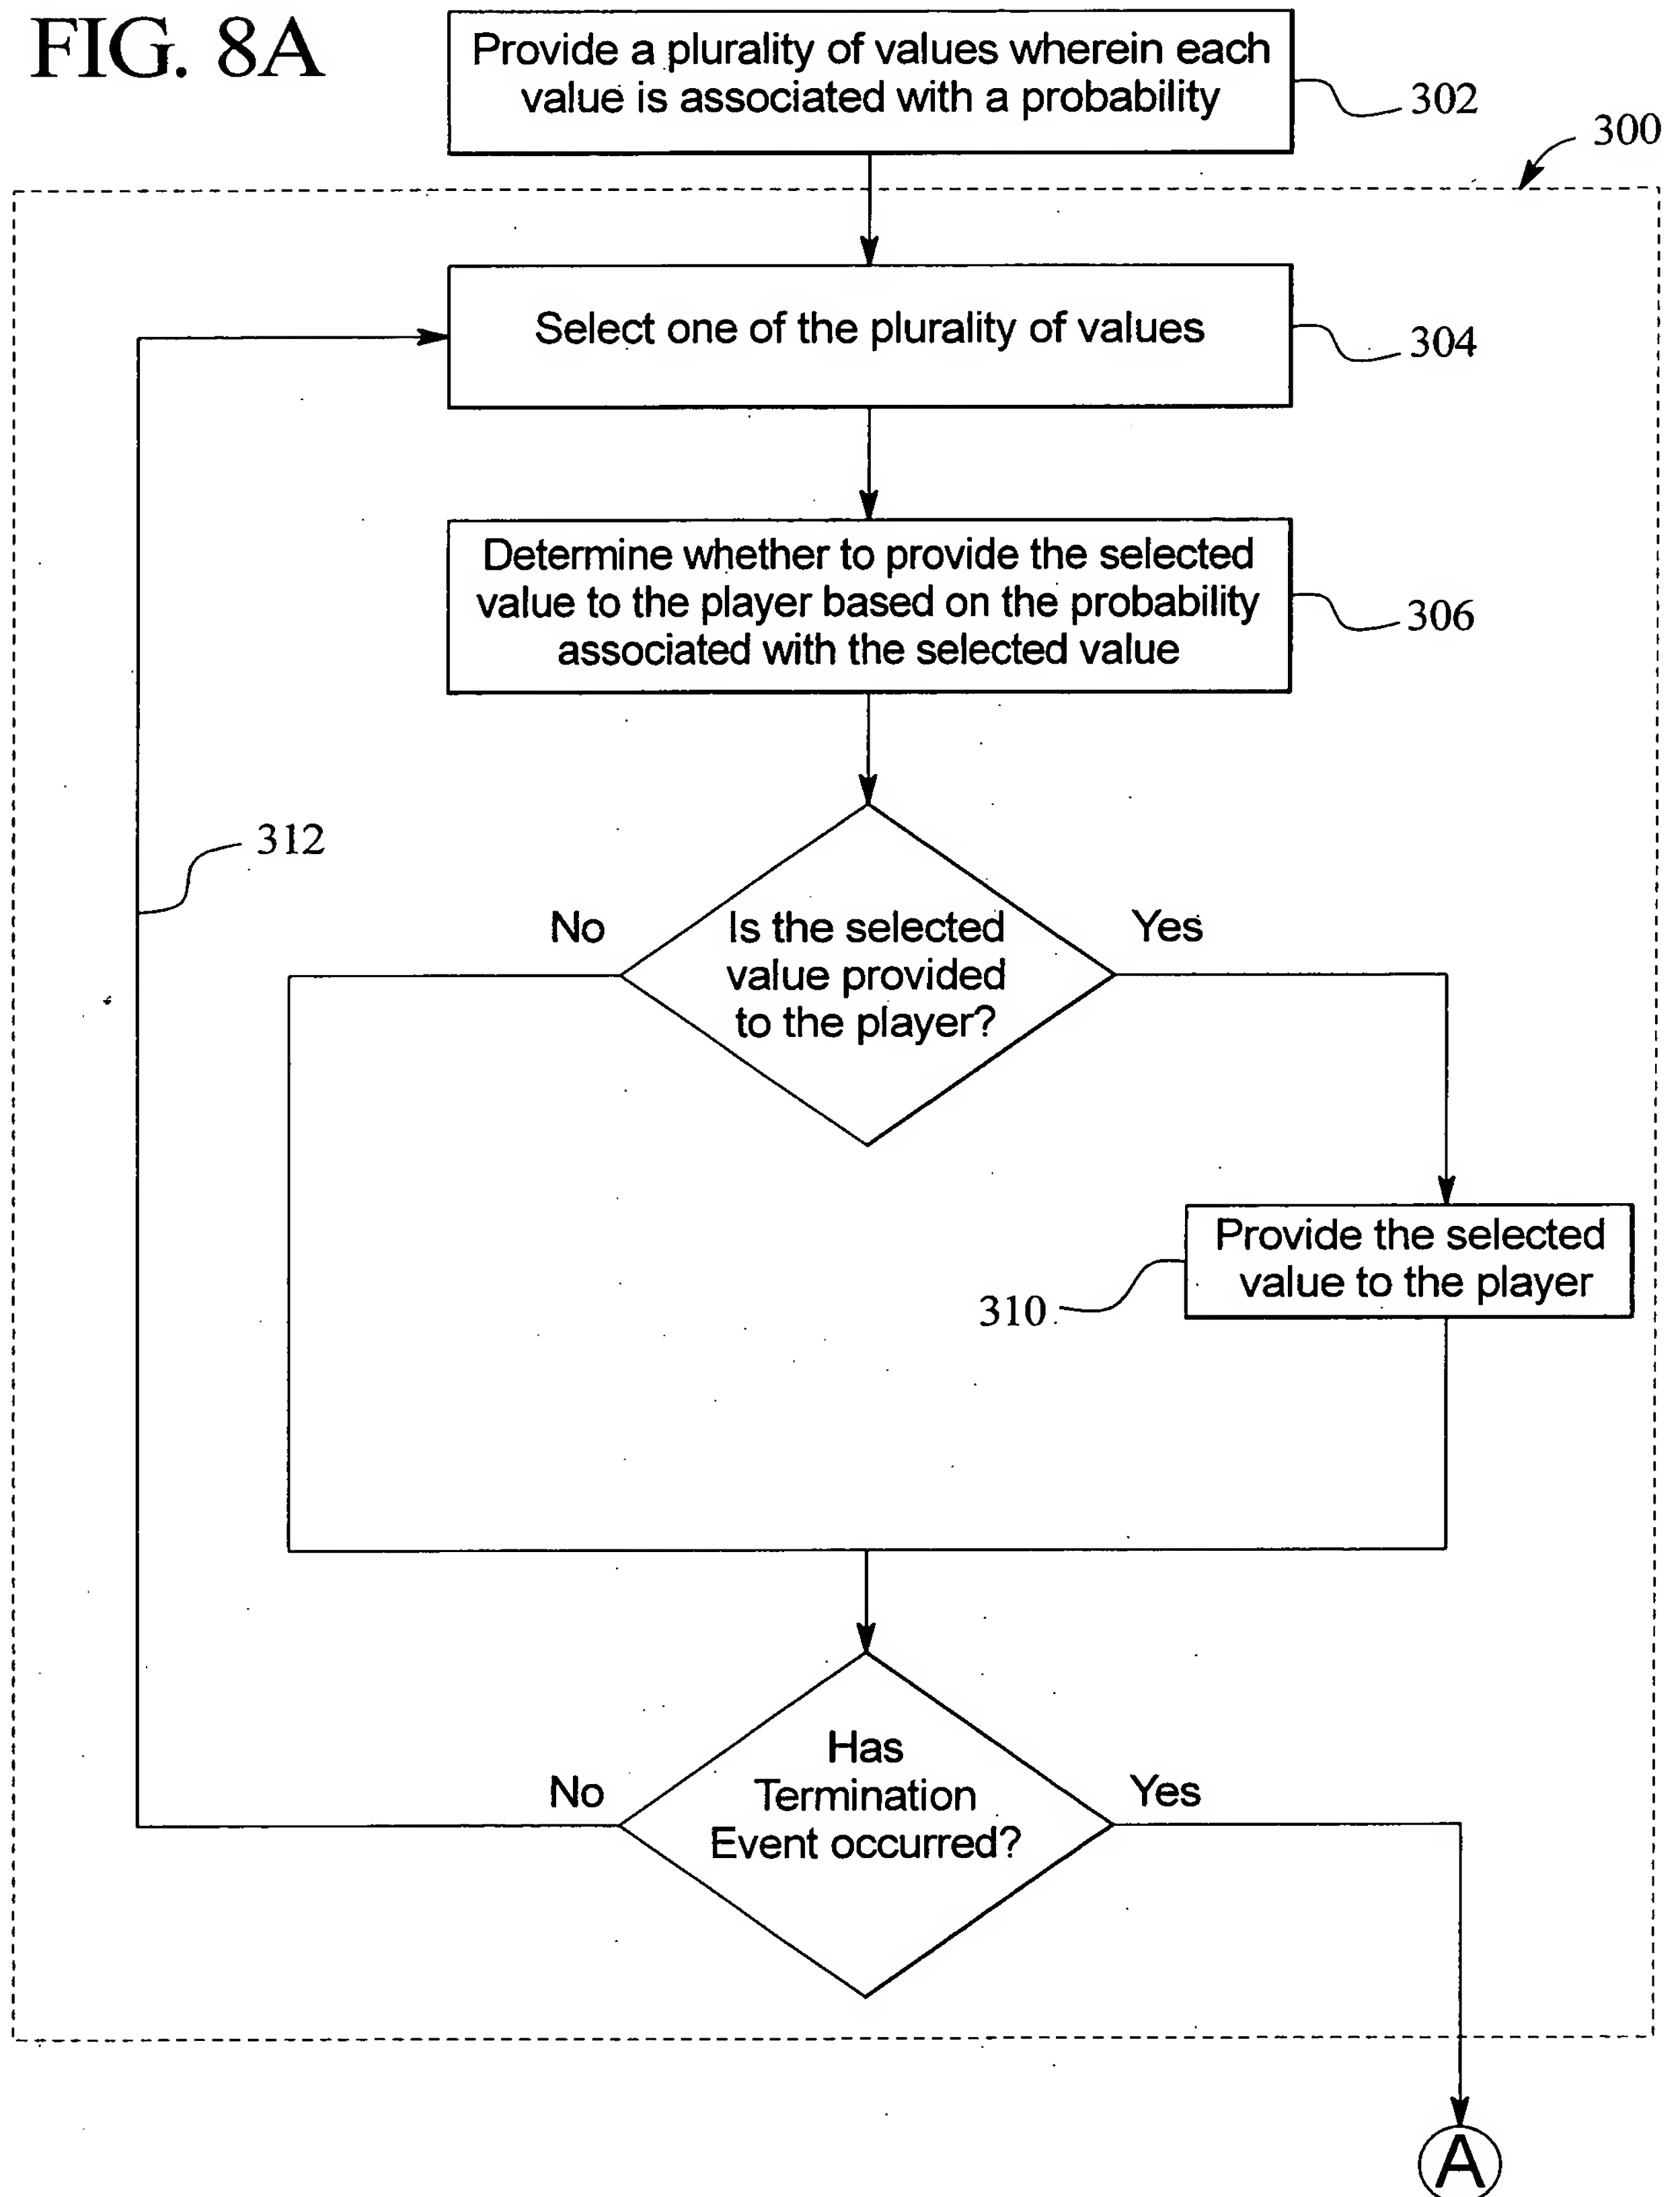 FIG. 8A
Provide a plurality of values wherein each
value is associated with a probability
302
300
Select one of the plurality of values
304
Determine whether to provide the selected
value to the player based on the probability
associated with the selected value
306
312
No
Is the selected
value provided
to the player?
Yes
Provide the selected
value to the player
310
No
Has
Termination
Event occurred?
Yes
A